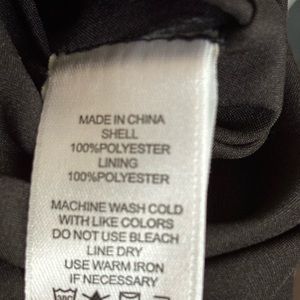 MADE IN CHINA
SHELL
100%POLYESTER
LINING
100%POLYESTER
MACHINE WASH COLD
WITH LIKE COLORS
DO NOT USE BLEACH
LINE DRY
USE WARM IRON
IF NECESSARY